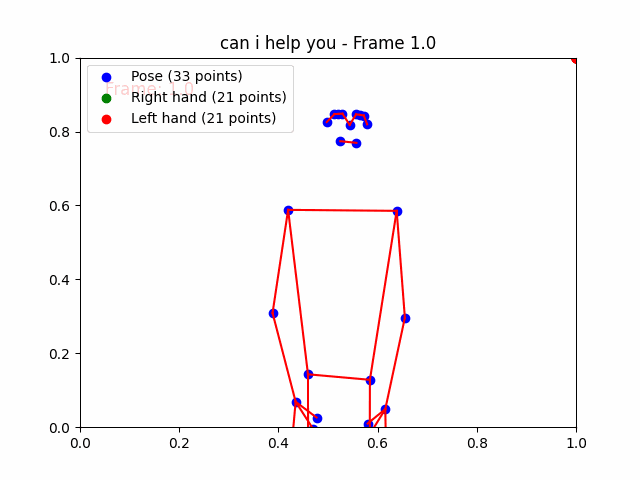 can i help you - Frame 1.0
Frame: 1.0
Pose (33 points)
Right hand (21 points)
Left hand (21 points)
1.0
0.8
0.6
0.4
0.2
0.0
0.0 0.2 0.4 0.6 0.8 1.0